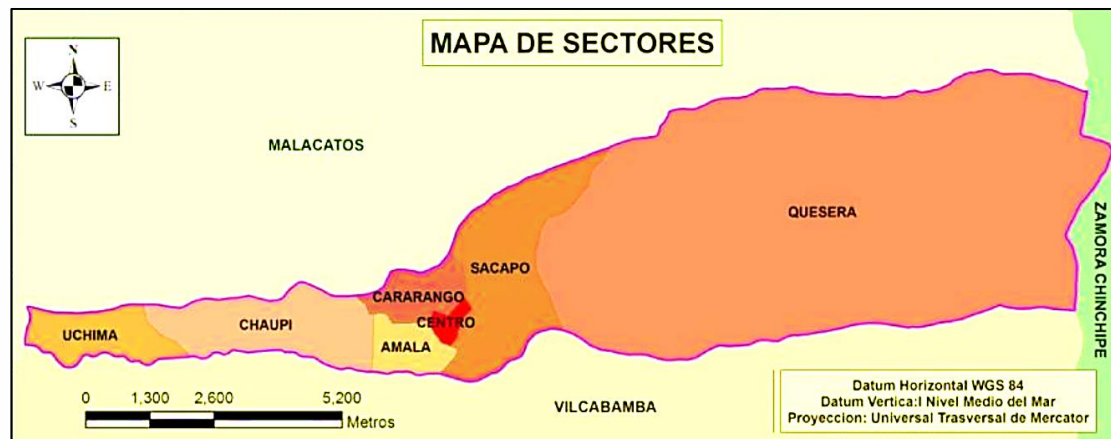 MAPA DE SECTORES
N
W E
S
MALACATOS
QUESERA
ZAMORA CHINCHIPE
SACAPO
CARARANGO
CENTRO
CHAUPI
UCHIMA
AMALA
0 1,300 2,600 5,200
Metros
VILCABAMBA
Datum Horizontal WGS 84
Datum Vertica:l Nivel Medio del Mar
Proyeccion: Universal Trasversal de Mercator